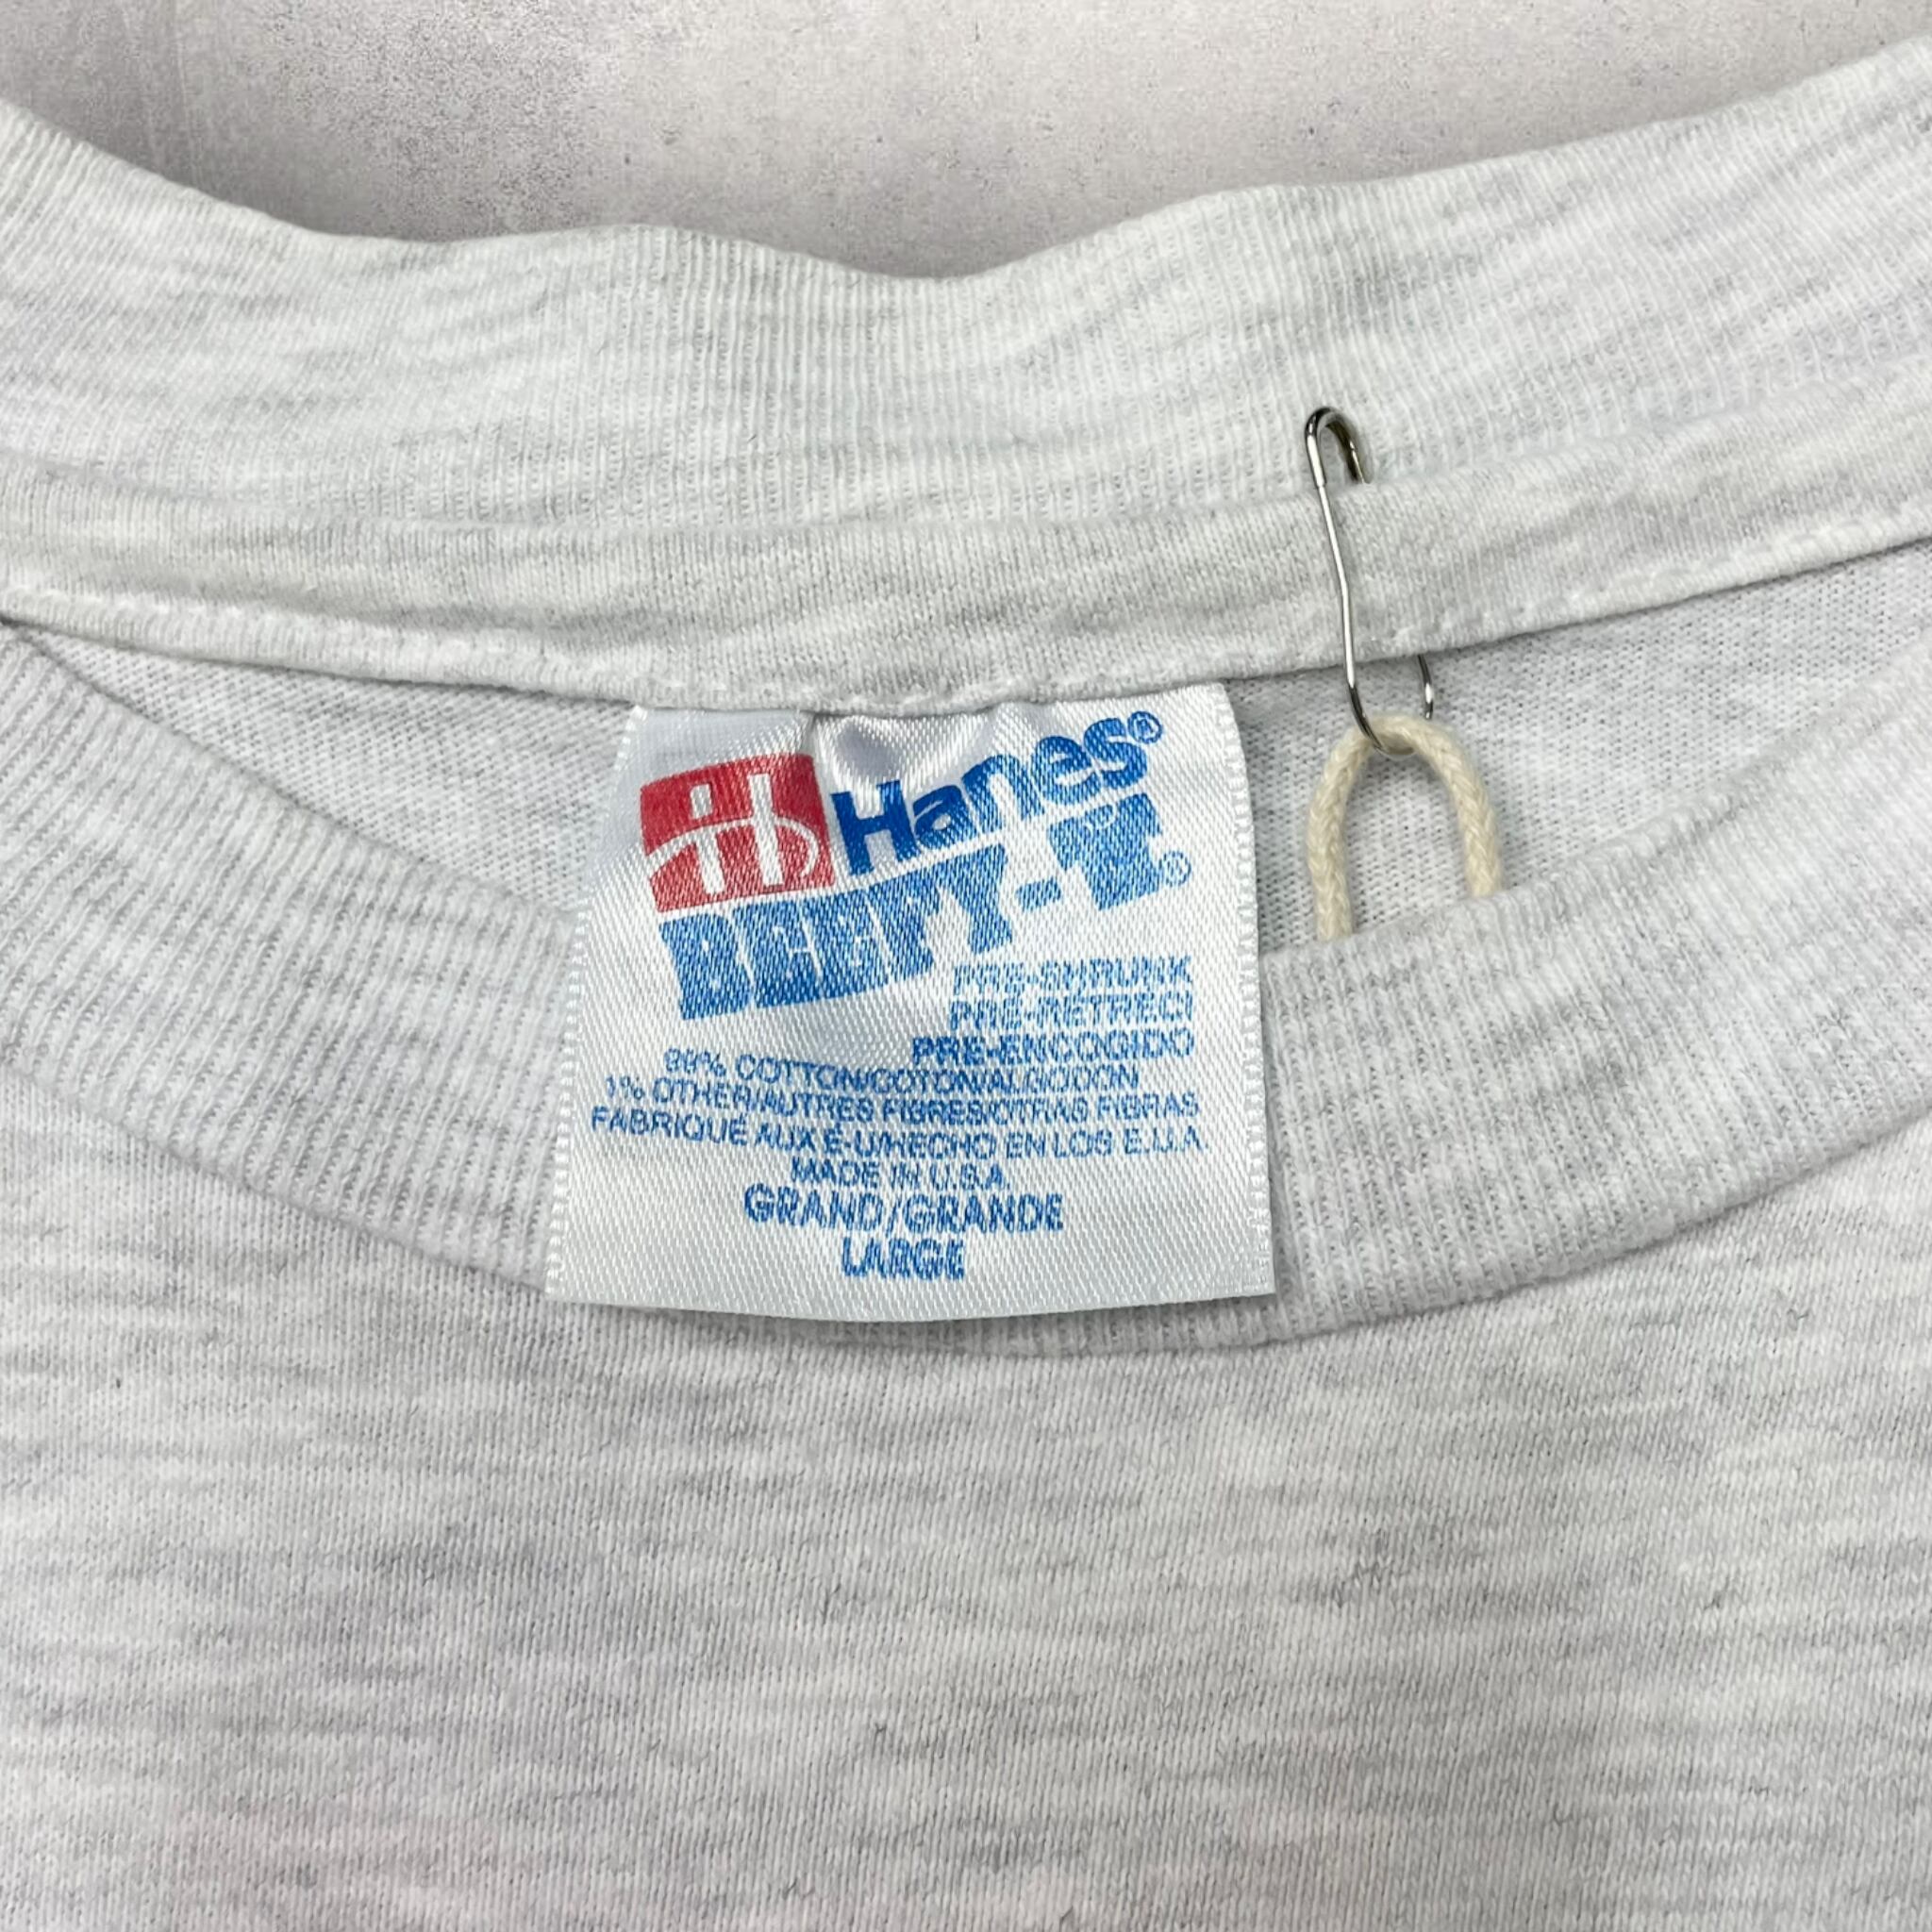 Hanes®
BEEFY-T®
PRE-SHRUNK
PRÉ-RETRECI
PRE-ENCOGIDO
99% COTTON/COTON/ALGODON
1% OTHER/AUTRES FIBRES/OTRAS FIBRAS
FABRIQUE AUX É-U/HECHO EN LOS E.U.A
MADE IN U.S.A
GRAND/GRANDE
LARGE